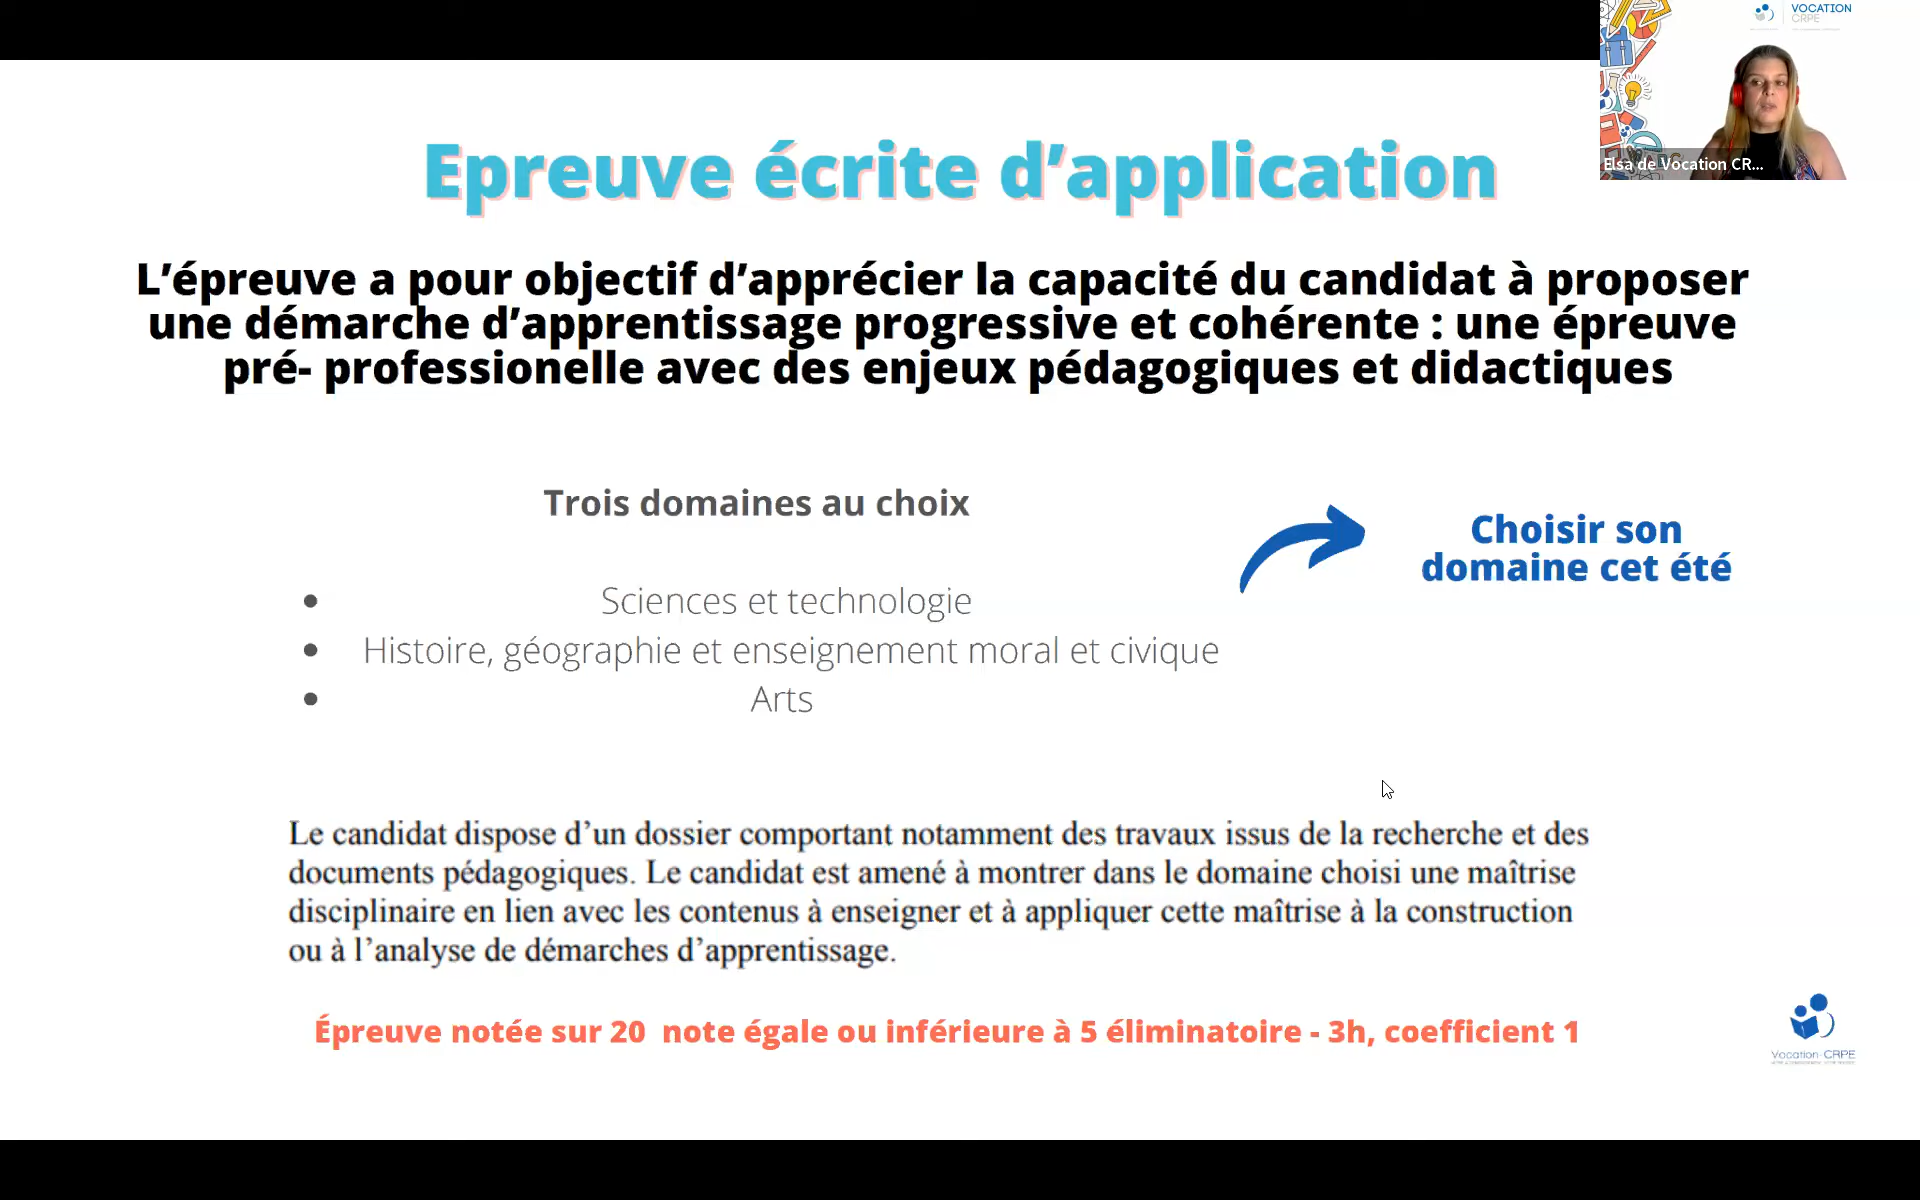 VOCATION
CRPE
Elsa de Vocation CR...
Epreuve écrite d’application
L’épreuve a pour objectif d’apprécier la capacité du candidat à proposer
une démarche d’apprentissage progressive et cohérente : une épreuve
pré- professionelle avec des enjeux pédagogiques et didactiques
Trois domaines au choix
Choisir son
domaine cet été
Sciences et technologie
Histoire, géographie et enseignement moral et civique
Arts
Le candidat dispose d’un dossier comportant notamment des travaux issus de la recherche et des
documents pédagogiques. Le candidat est amené à montrer dans le domaine choisi une maîtrise
disciplinaire en lien avec les contenus à enseigner et à appliquer cette maîtrise à la construction
ou à l’analyse de démarches d’apprentissage.
Épreuve notée sur 20 note égale ou inférieure à 5 éliminatoire - 3h, coefficient 1
Vocation-CRPE